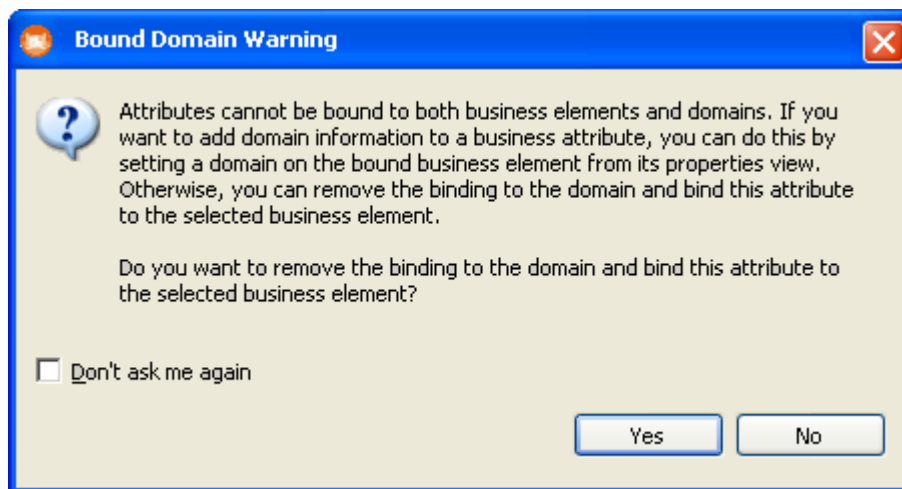 Bound Domain Warning
Attributes cannot be bound to both business elements and domains. If you
want to add domain information to a business attribute, you can do this by
setting a domain on the bound business element from its properties view.
Otherwise, you can remove the binding to the domain and bind this attribute
to the selected business element.
Do you want to remove the binding to the domain and bind this attribute to
the selected business element?
Don't ask me again
Yes No